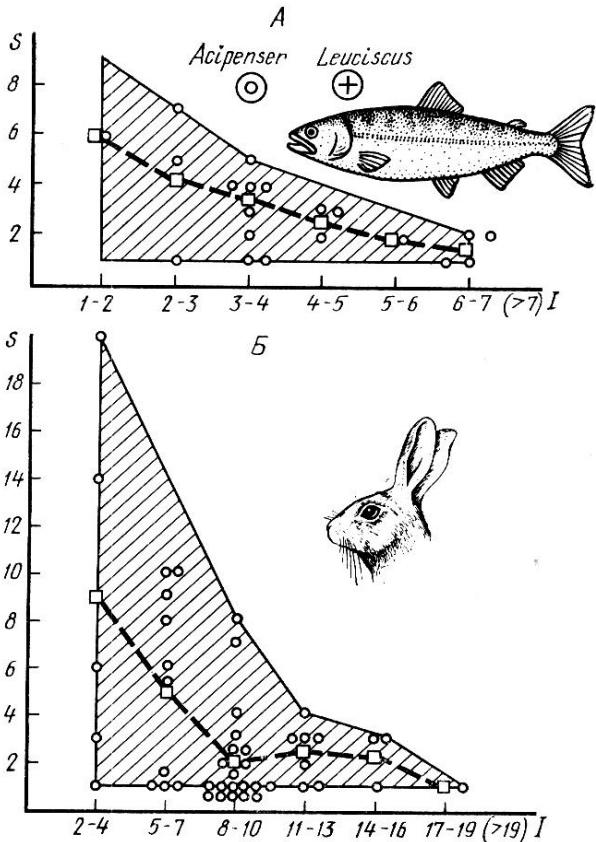 А
S
Acipenser Leuciscus
8
6
4
2
1-2 2-3 3-4 4-5 5-6 6-7 (>7) I
Б
S
18
16
14
12
10
8
6
4
2
2-4 5-7 8-10 11-13 14-16 17-19 (>19) I